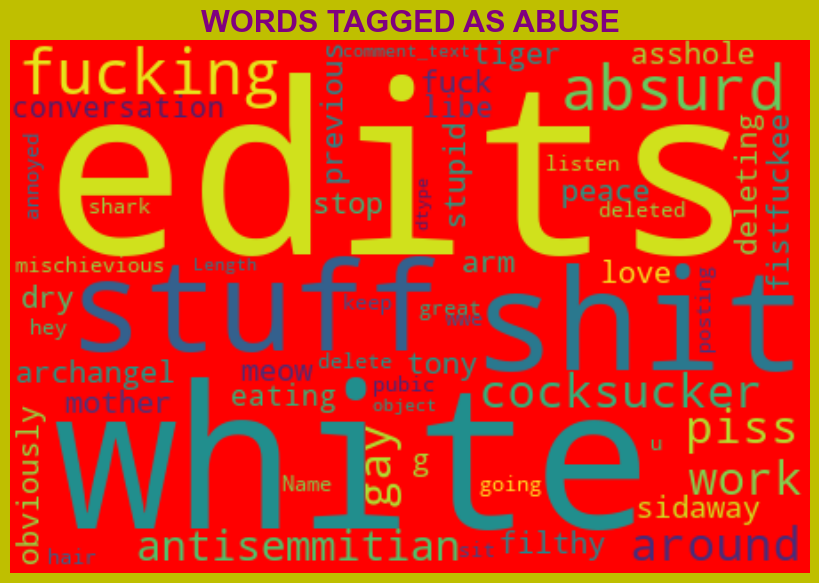 WORDS TAGGED AS ABUSE
fucking
comment_text
tiger
asshole
previous
fuck
absurd
conversation
libe
edits
annoyed
shark
stop
dtype
stupid
listen
peace
deleted
deleting
fistfuckee
mischievious
Length
arm
love
stuff
shit
dry
keep
great
wwe
posting
hey
archangel
meow
delete
tony
mother
eating
pubic
object
cocksucker
white
gay
g
u
piss
obviously
Name
going
work
sidaway
hair
antisemmitian
sit
filthy
around